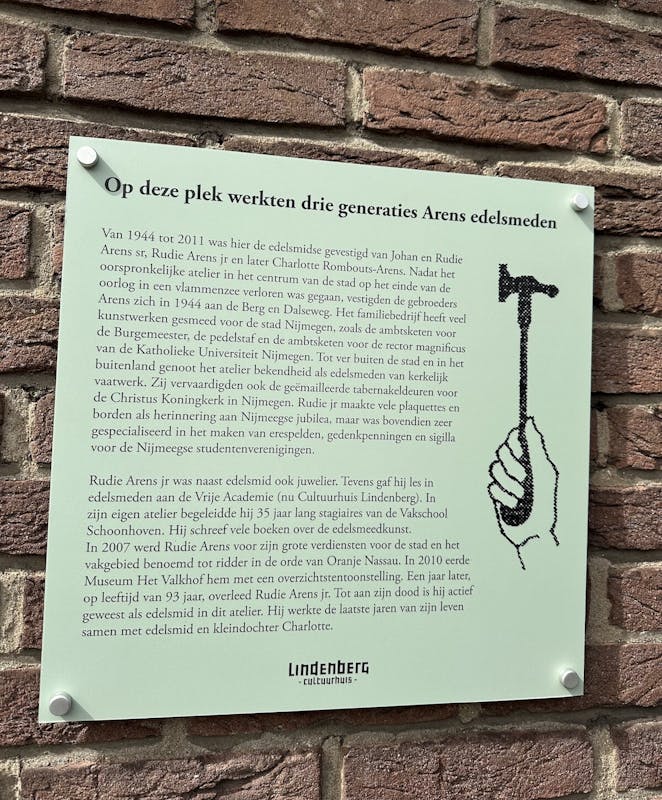 Op deze plek werkten drie generaties Arens edelsmeden
Van 1944 tot 2011 was hier de edelsmidse gevestigd van Johan en Rudie
Arens sr, Rudie Arens jr en later Charlotte Rombouts-Arens. Nadat het
oorspronkelijke atelier in het centrum van de stad op het einde van de
oorlog in een vlammenzee verloren was gegaan, vestigden de gebroeders
Arens zich in 1944 aan de Berg en Dalseweg. Het familiebedrijf heeft veel
kunstwerken gesmeed voor de stad Nijmegen, zoals de ambtsketen voor
de Burgemeester, de pedelstaf en de ambtsketen voor de rector magnificus
van de Katholieke Universiteit Nijmegen. Tot ver buiten de stad en in het
buitenland genoot het atelier bekendheid als edelsmeden van kerkelijk
vaatwerk. Zij vervaardigden ook de geëmailleerde tabernakeldeuren voor
de Christus Koningkerk in Nijmegen. Rudie jr maakte vele plaquettes en
borden als herinnering aan Nijmeegse jubilea, maar was bovendien zeer
gespecialiseerd in het maken van erespelden, gedenkpenningen en sigilla
voor de Nijmeegse studentenverenigingen.
Rudie Arens jr was naast edelsmid ook juwelier. Tevens gaf hij les in
edelsmeden aan de Vrije Academie (nu Cultuurhuis Lindenberg). In
zijn eigen atelier begeleidde hij 35 jaar lang stagiaires van de Vakschool
Schoonhoven. Hij schreef vele boeken over de edelsmeedkunst.
In 2007 werd Rudie Arens voor zijn grote verdiensten voor de stad en het
vakgebied benoemd tot ridder in de orde van Oranje Nassau. In 2010 eerde
Museum Het Valkhof hem met een overzichtstentoonstelling. Een jaar later,
op leeftijd van 93 jaar, overleed Rudie Arens jr. Tot aan zijn dood is hij actief
geweest als edelsmid in dit atelier. Hij werkte de laatste jaren van zijn leven
samen met edelsmid en kleindochter Charlotte.
Lindenberg
- cultuurhuis -